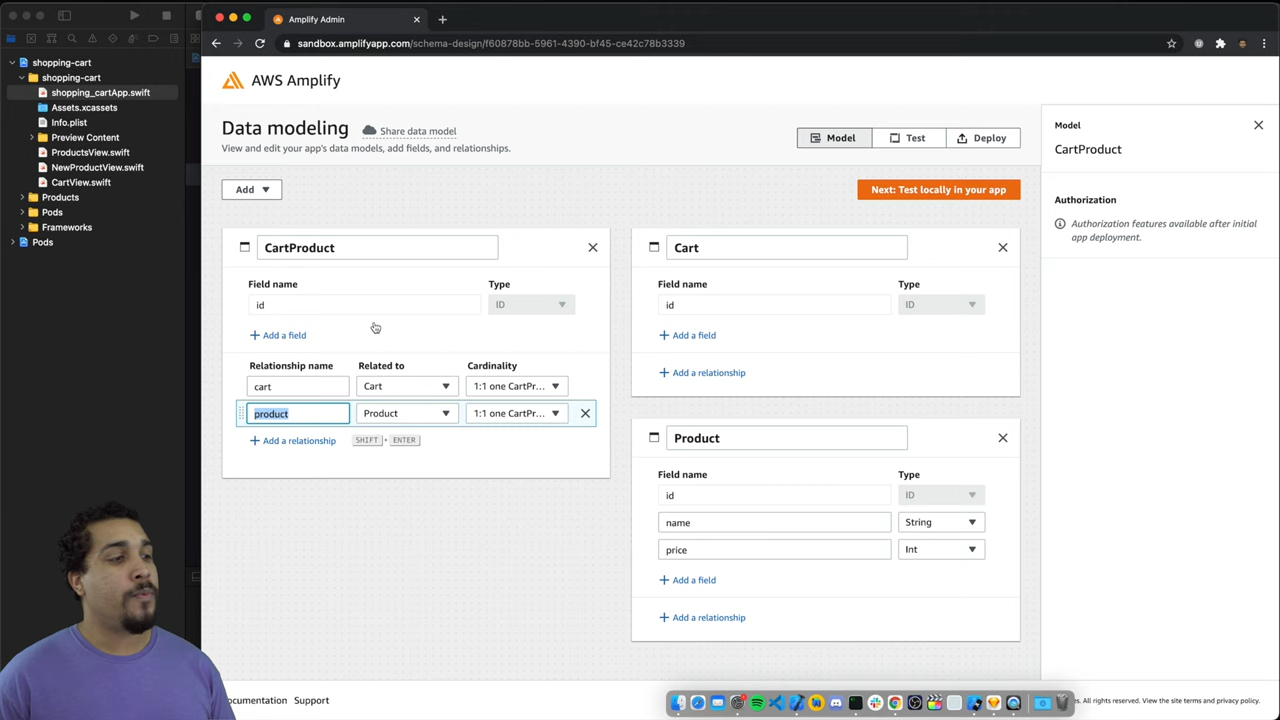 Amplify Admin
sandbox.amplifyapp.com/schema-design/f60878bb-5961-4390-bf45-ce42c78b3339
shopping-cart
shopping-cart
shopping_cartApp.swift
Assets.xcassets
Info.plist
Preview Content
ProductsView.swift
NewProductView.swift
CartView.swift
Products
Pods
Frameworks
Pods
AWS Amplify
Data modeling
Share data model
View and edit your app's data models, add fields, and relationships.
Model
Test
Deploy
Add
Next: Test locally in your app
CartProduct
Field name Type
id ID
+ Add a field
Relationship name Related to Cardinality
cart Cart 1:1 one CartPr...
product Product 1:1 one CartPr...
+ Add a relationship SHIFT + ENTER
Cart
Field name Type
id ID
+ Add a field
+ Add a relationship
Product
Field name Type
id ID
name String
price Int
+ Add a field
+ Add a relationship
Model
CartProduct
Authorization
Authorization features available after initial
app deployment.
ocumentation Support
All rights reserved. View the site terms and privacy policy.